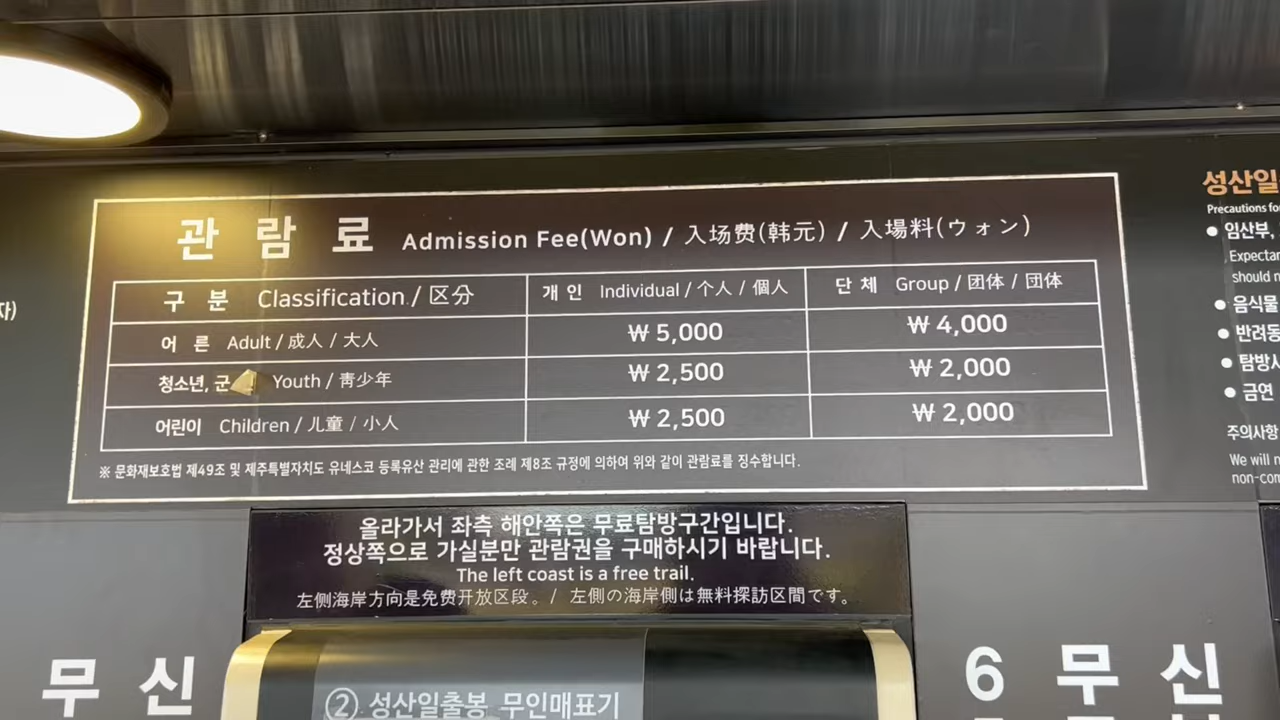 관 람 료 Admission Fee(Won) / 入场费(韩元) / 入場料(ウォン)
구 분 Classification / 区分 개 인 Individual / 个人 / 個人 단 체 Group / 团体 / 団体
어 른 Adult / 成人 / 大人 ₩ 5,000 ₩ 4,000
청소년, 군 Youth / 靑少年 ₩ 2,500 ₩ 2,000
어린이 Children / 儿童 / 小人 ₩ 2,500 ₩ 2,000
※ 문화재보호법 제49조 및 제주특별자치도 유네스코 등록유산 관리에 관한 조례 제8조 규정에 의하여 위와 같이 관람료를 징수합니다.
올라가서 좌측 해안쪽은 무료탐방구간입니다.
정상쪽으로 가실분만 관람권을 구매하시기 바랍니다.
The left coast is a free trail.
左侧海岸方向是免费开放区段。/ 左側の海岸側は無料探訪区間です。
② 성산일출봉 무인매표기
자)
무 신
6 무 신
성산일
Precautions fo
● 임산부,
Expectar
should n
● 음식물
● 반려동
● 탐방시
● 금연
주의사항
We will n
non-com